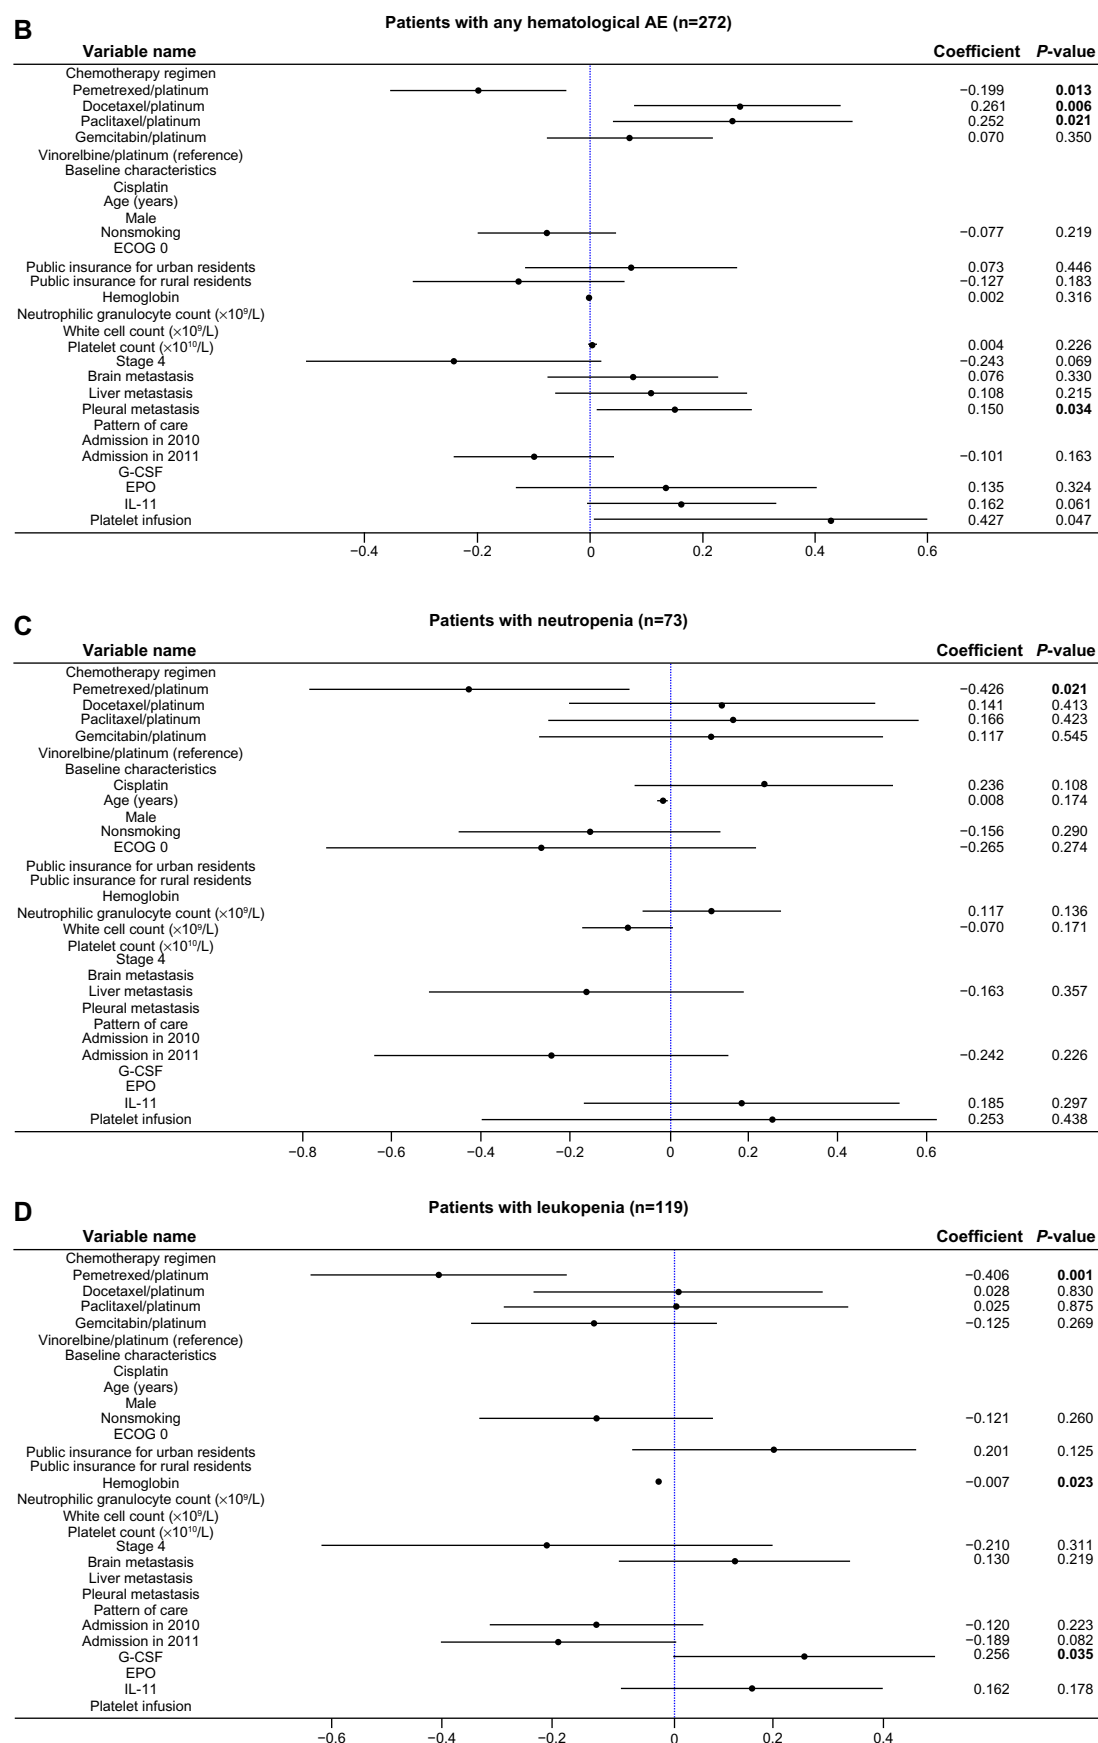 B
Patients with any hematological AE (n=272)
Variable name Coefficient P-value
Chemotherapy regimen
Pemetrexed/platinum −0.199 0.013
Docetaxel/platinum 0.261 0.006
Paclitaxel/platinum 0.252 0.021
Gemcitabin/platinum 0.070 0.350
Vinorelbine/platinum (reference)
Baseline characteristics
Cisplatin
Age (years)
Male
Nonsmoking −0.077 0.219
ECOG 0
Public insurance for urban residents 0.073 0.446
Public insurance for rural residents −0.127 0.183
Hemoglobin 0.002 0.316
Neutrophilic granulocyte count (×10⁹/L)
White cell count (×10⁹/L)
Platelet count (×10¹⁰/L) 0.004 0.226
Stage 4 −0.243 0.069
Brain metastasis 0.076 0.330
Liver metastasis 0.108 0.215
Pleural metastasis 0.150 0.034
Pattern of care
Admission in 2010
Admission in 2011 −0.101 0.163
G-CSF
EPO 0.135 0.324
IL-11 0.162 0.061
Platelet infusion 0.427 0.047
−0.4 −0.2 0 0.2 0.4 0.6
C
Patients with neutropenia (n=73)
Variable name Coefficient P-value
Chemotherapy regimen
Pemetrexed/platinum −0.426 0.021
Docetaxel/platinum 0.141 0.413
Paclitaxel/platinum 0.166 0.423
Gemcitabin/platinum 0.117 0.545
Vinorelbine/platinum (reference)
Baseline characteristics
Cisplatin 0.236 0.108
Age (years) 0.008 0.174
Male
Nonsmoking −0.156 0.290
ECOG 0 −0.265 0.274
Public insurance for urban residents
Public insurance for rural residents
Hemoglobin
Neutrophilic granulocyte count (×10⁹/L) 0.117 0.136
White cell count (×10⁹/L) −0.070 0.171
Platelet count (×10¹⁰/L)
Stage 4
Brain metastasis
Liver metastasis −0.163 0.357
Pleural metastasis
Pattern of care
Admission in 2010
Admission in 2011 −0.242 0.226
G-CSF
EPO
IL-11 0.185 0.297
Platelet infusion 0.253 0.438
−0.8 −0.6 −0.4 −0.2 0 0.2 0.4 0.6
D
Patients with leukopenia (n=119)
Variable name Coefficient P-value
Chemotherapy regimen
Pemetrexed/platinum −0.406 0.001
Docetaxel/platinum 0.028 0.830
Paclitaxel/platinum 0.025 0.875
Gemcitabin/platinum −0.125 0.269
Vinorelbine/platinum (reference)
Baseline characteristics
Cisplatin
Age (years)
Male
Nonsmoking −0.121 0.260
ECOG 0
Public insurance for urban residents 0.201 0.125
Public insurance for rural residents
Hemoglobin −0.007 0.023
Neutrophilic granulocyte count (×10⁹/L)
White cell count (×10⁹/L)
Platelet count (×10¹⁰/L)
Stage 4 −0.210 0.311
Brain metastasis 0.130 0.219
Liver metastasis
Pleural metastasis
Pattern of care
Admission in 2010 −0.120 0.223
Admission in 2011 −0.189 0.082
G-CSF 0.256 0.035
EPO
IL-11 0.162 0.178
Platelet infusion
−0.6 −0.4 −0.2 0 0.2 0.4